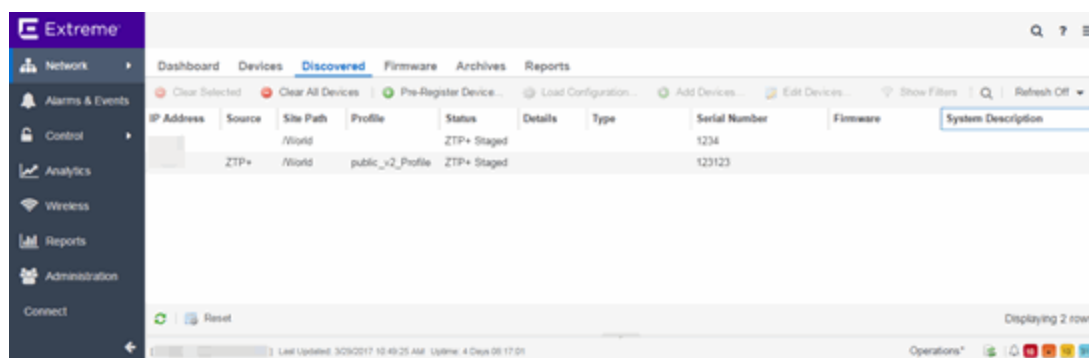 Extreme
Network
Alarms & Events
Control
Analytics
Wireless
Reports
Administration
Connect
Dashboard Devices Discovered Firmware Archives Reports
Clear Selected Clear All Devices Pre-Register Device... Load Configuration... Add Devices... Edit Devices... Show Filters Refresh Off
IP Address Source Site Path Profile Status Details Type Serial Number Firmware System Description
/World ZTP+ Staged 1234
ZTP+ /World public_v2_Profile ZTP+ Staged 123123
Reset
Displaying 2 rows
Last Updated: 3/29/2017 10:49:25 AM Uptime: 4 Days 00:17:01
Operations*